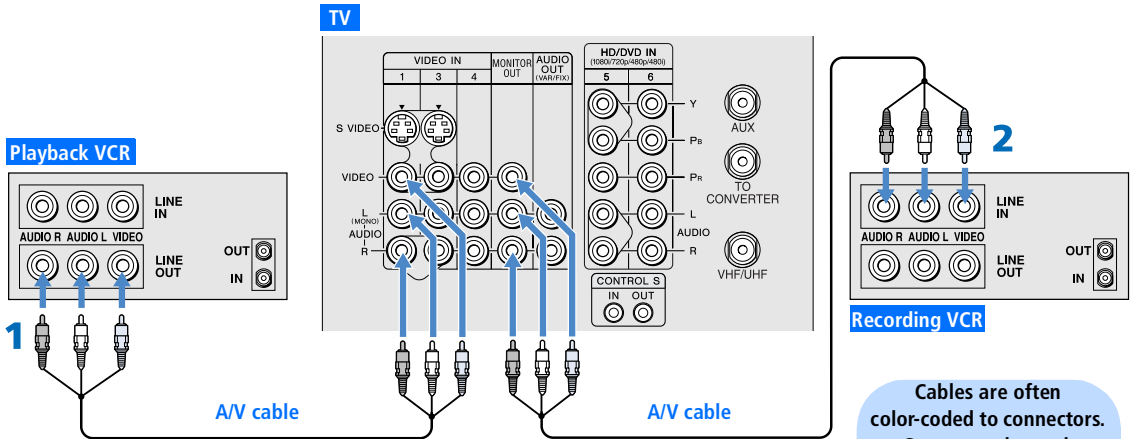 TV
VIDEO IN
1 3 4
MONITOR
OUT
AUDIO
OUT
(VAR/FIX)
HD/DVD IN
(1080i/720p/480p/480i)
5 6
S VIDEO
VIDEO
L
(MONO)
AUDIO
R
Y
PB
PR
L
AUDIO
R
AUX
TO
CONVERTER
VHF/UHF
CONTROL S
IN OUT
Playback VCR
LINE
IN
AUDIO R AUDIO L VIDEO
LINE
OUT
OUT
IN
1
A/V cable
A/V cable
2
LINE
IN
AUDIO R AUDIO L VIDEO
LINE
OUT
OUT
IN
Recording VCR
Cables are often
color-coded to connectors.